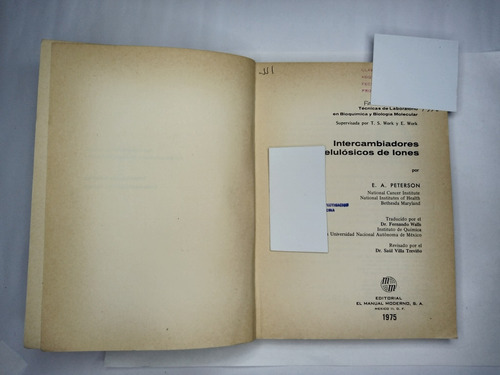 Técnicas de Laboratorio
en Bioquímica y Biología Molecular
Supervisada por T. S. Work y E. Work
Intercambiadores
elulósicos de Iones
por
E. A. PETERSON
National Cancer Institute
National Institutes of Health
Bethesda Maryland
Traducido por el
Dr. Fernando Walls
Instituto de Química
Universidad Nacional Autónoma de México
Revisado por el
Dr. Saúl Villa Treviño
EDITORIAL
EL MANUAL MODERNO, S. A.
MEXICO 11, D. F.
1975